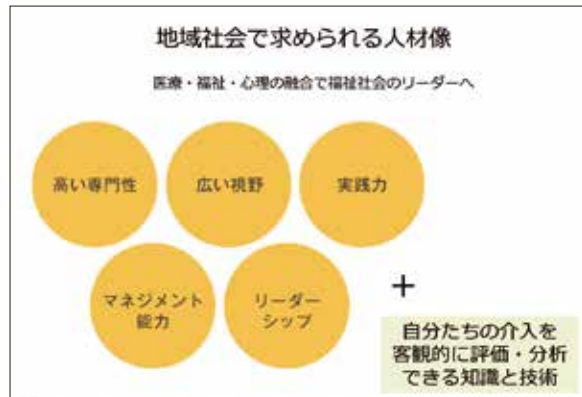 地域社会で求められる人材像
医療・福祉・心理の融合で福祉社会のリーダーへ
高い専門性
広い視野
実践力
マネジメント
能力
リーダー
シップ
+
自分たちの介入を
客観的に評価・分析
できる知識と技術